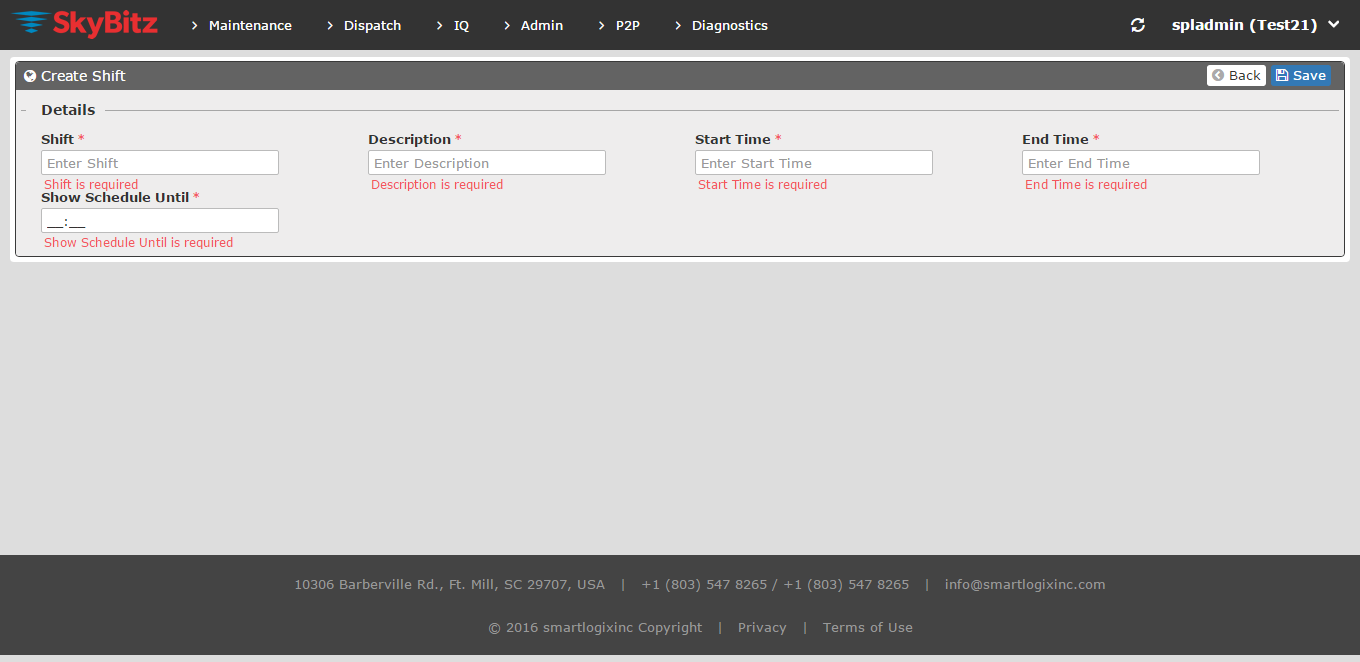 SkyBitz Maintenance Dispatch IQ Admin P2P Diagnostics spladmin (Test21)
Create Shift Back Save
Details
Shift * Description * Start Time * End Time *
Enter Shift Enter Description Enter Start Time Enter End Time
Shift is required Description is required Start Time is required End Time is required
Show Schedule Until *
__:__
Show Schedule Until is required
10306 Barberville Rd., Ft. Mill, SC 29707, USA | +1 (803) 547 8265 / +1 (803) 547 8265 | info@smartlogixinc.com
© 2016 smartlogixinc Copyright | Privacy | Terms of Use